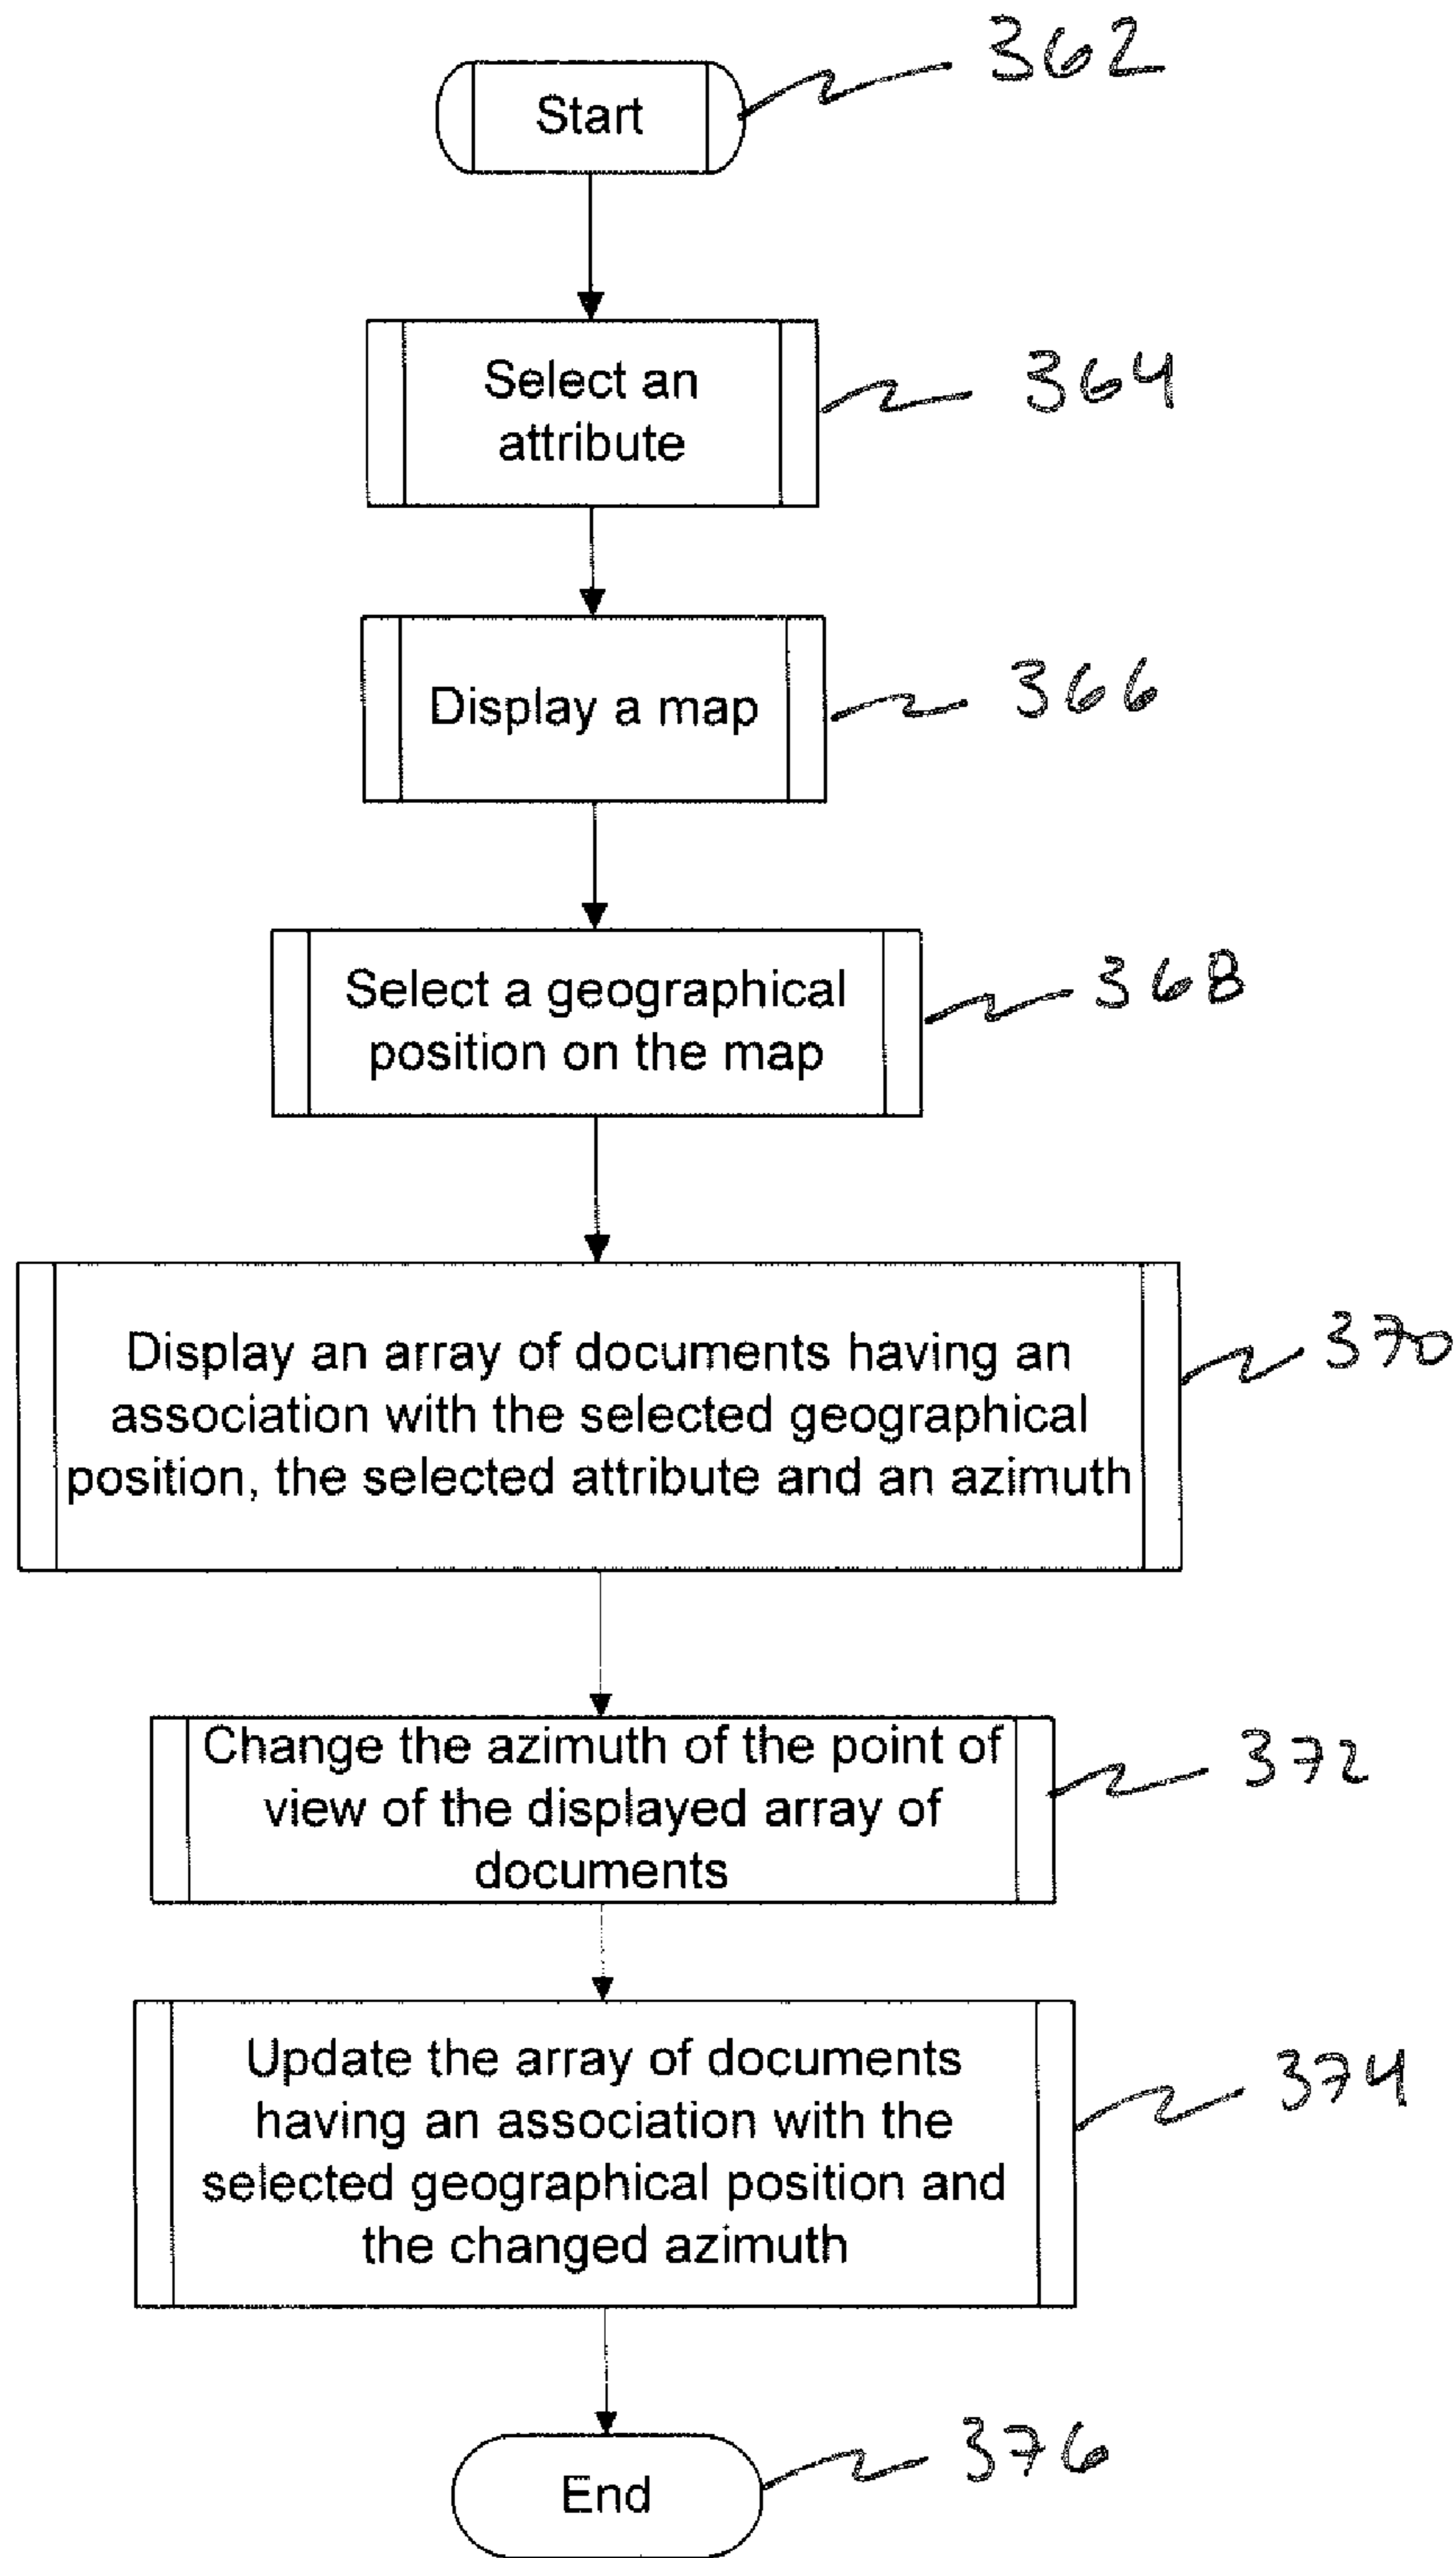 Start
362
Select an
attribute
364
Display a map
366
Select a geographical
position on the map
368
Display an array of documents having an
association with the selected geographical
position, the selected attribute and an azimuth
370
Change the azimuth of the point of
view of the displayed array of
documents
372
Update the array of documents
having an association with the
selected geographical position and
the changed azimuth
374
End
376